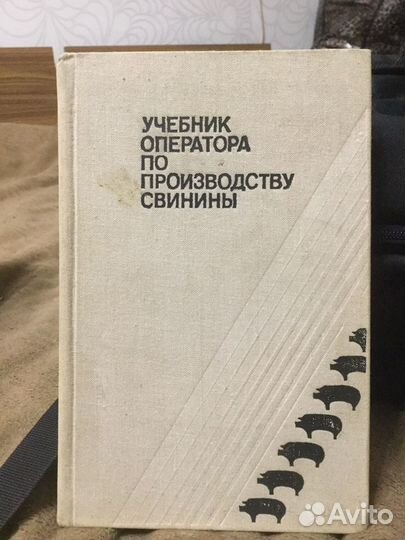 УЧЕБНИК
ОПЕРАТОРА
ПО
ПРОИЗВОДСТВУ
СВИНИНЫ
Avito